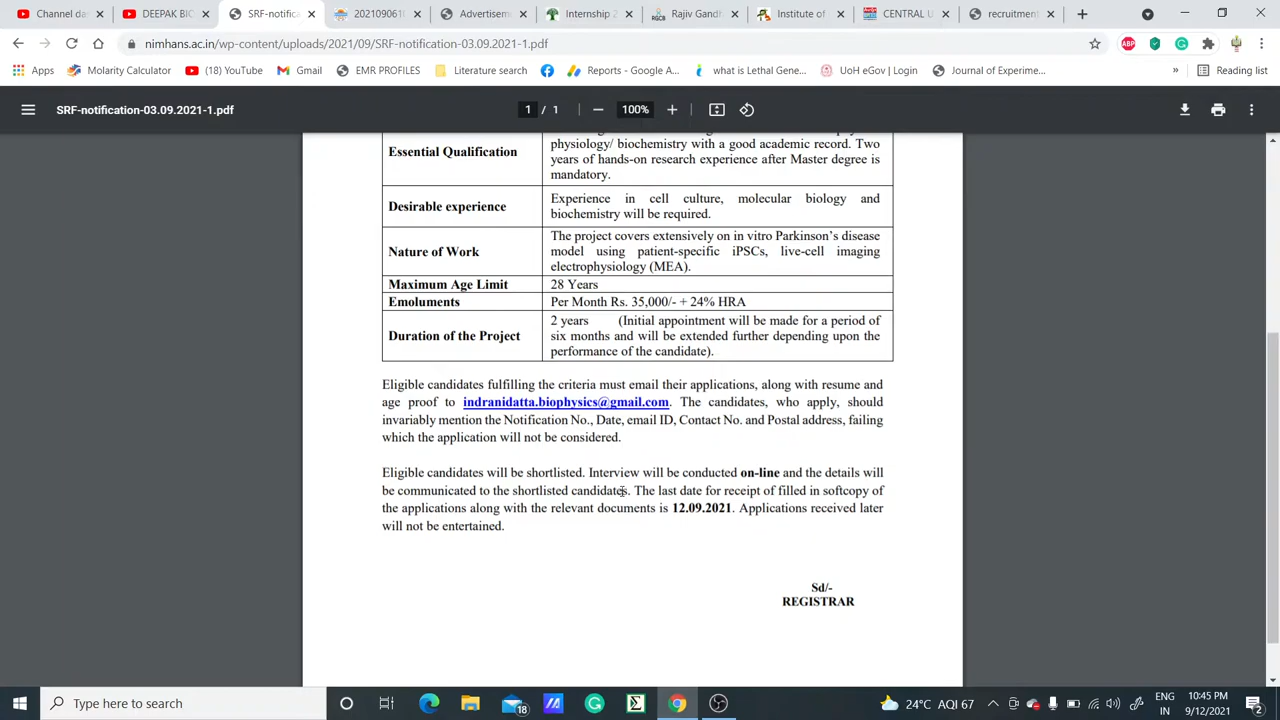 Channel das
DEEPAK BIO
SRF-notifica
2021090610
Advertisem
Internship 2
Rajiv Gandh
Institute of
CENTRAL U
recruitment
nimhans.ac.in/wp-content/uploads/2021/09/SRF-notification-03.09.2021-1.pdf
ABP
Apps
Molarity Calculator
(18) YouTube
Gmail
EMR PROFILES
Literature search
Reports - Google A...
what is Lethal Gene...
UoH eGov | Login
Journal of Experime...
»
Reading list
SRF-notification-03.09.2021-1.pdf
1 / 1
100%
physiology/ biochemistry with a good academic record. Two
Essential Qualification
years of hands-on research experience after Master degree is
mandatory.
Desirable experience
Experience in cell culture, molecular biology and
biochemistry will be required.
Nature of Work
The project covers extensively on in vitro Parkinson's disease
model using patient-specific iPSCs, live-cell imaging
electrophysiology (MEA).
Maximum Age Limit
28 Years
Emoluments
Per Month Rs. 35,000/- + 24% HRA
Duration of the Project
2 years (Initial appointment will be made for a period of
six months and will be extended further depending upon the
performance of the candidate).
Eligible candidates fulfilling the criteria must email their applications, along with resume and
age proof to indranidatta.biophysics@gmail.com. The candidates, who apply, should
invariably mention the Notification No., Date, email ID, Contact No. and Postal address, failing
which the application will not be considered.
Eligible candidates will be shortlisted. Interview will be conducted on-line and the details will
be communicated to the shortlisted candidates. The last date for receipt of filled in softcopy of
the applications along with the relevant documents is 12.09.2021. Applications received later
will not be entertained.
Sd/-
REGISTRAR
Type here to search
18
24°C AQI 67
ENG
IN
10:45 PM
9/12/2021
2